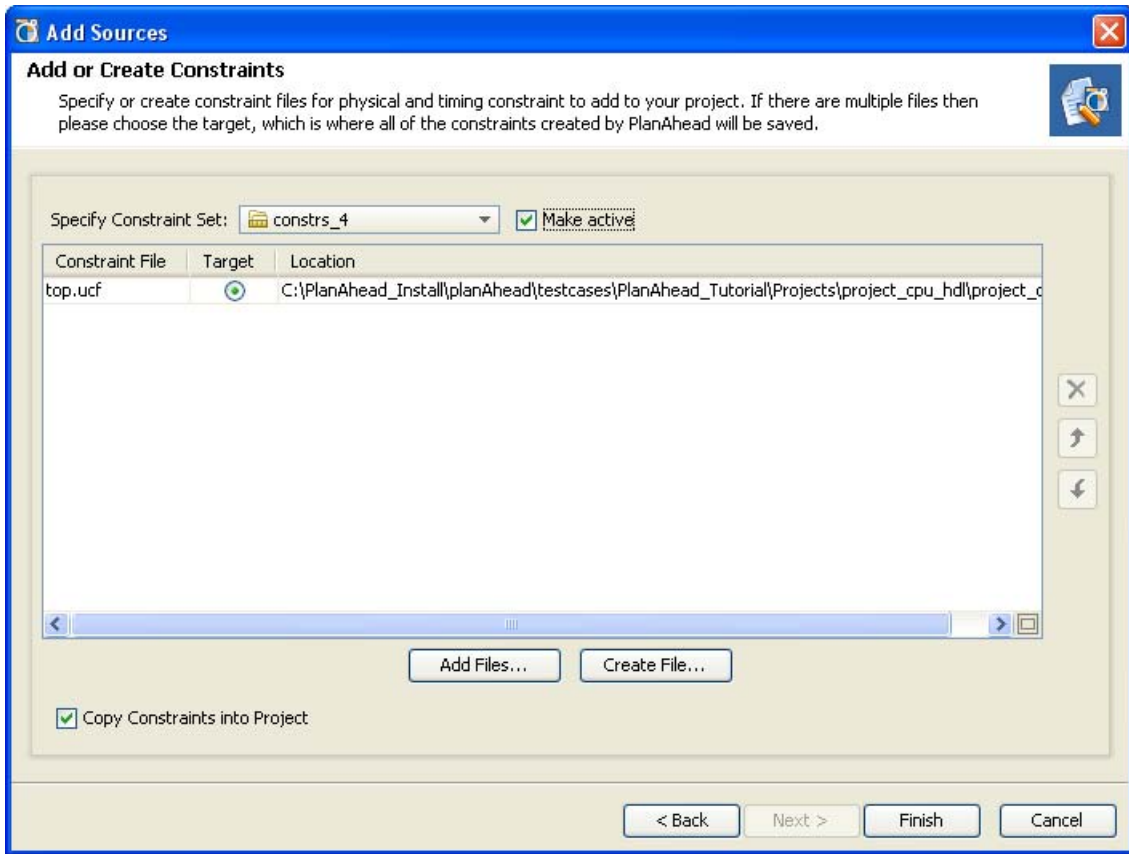 Add Sources
Add or Create Constraints
Specify or create constraint files for physical and timing constraint to add to your project. If there are multiple files then
please choose the target, which is where all of the constraints created by PlanAhead will be saved.
Specify Constraint Set: constrs_4 Make active
Constraint File Target Location
top.ucf C:\PlanAhead_Install\planAhead\testcases\PlanAhead_Tutorial\Projects\project_cpu_hdl\project_c
Add Files... Create File...
Copy Constraints into Project
< Back Next > Finish Cancel